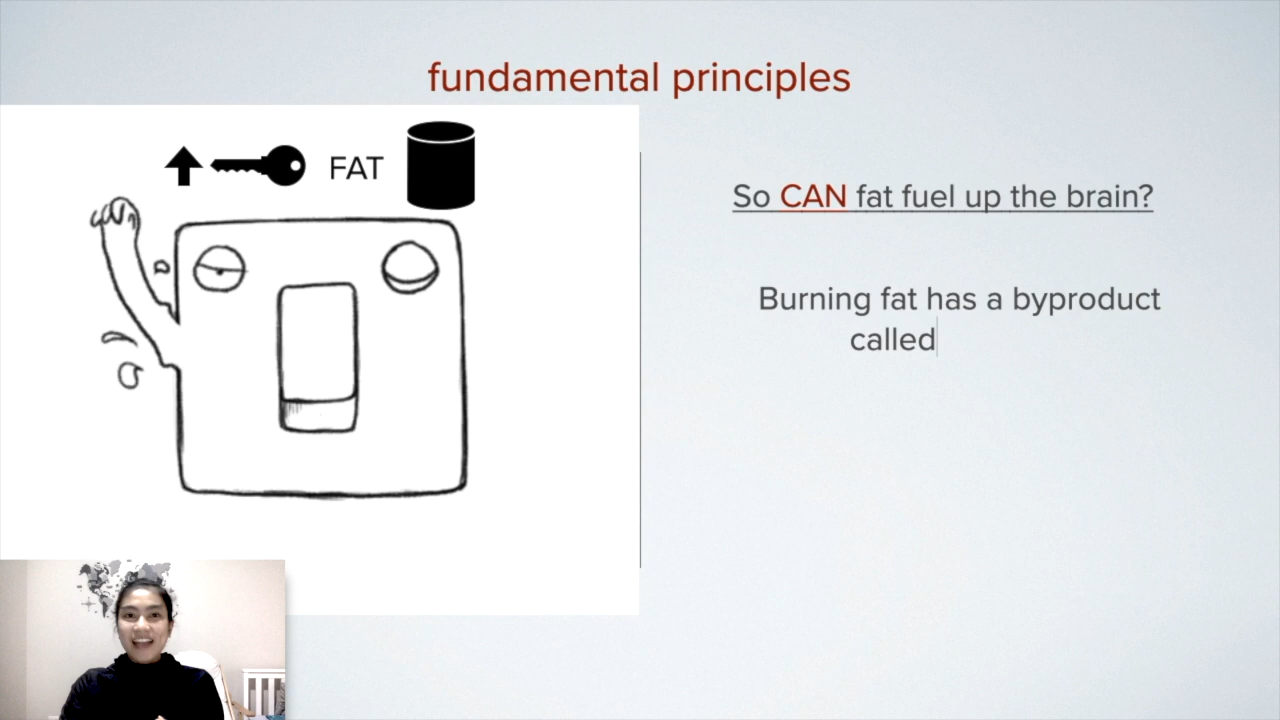 fundamental principles
FAT
So CAN fat fuel up the brain?
Burning fat has a byproduct
called